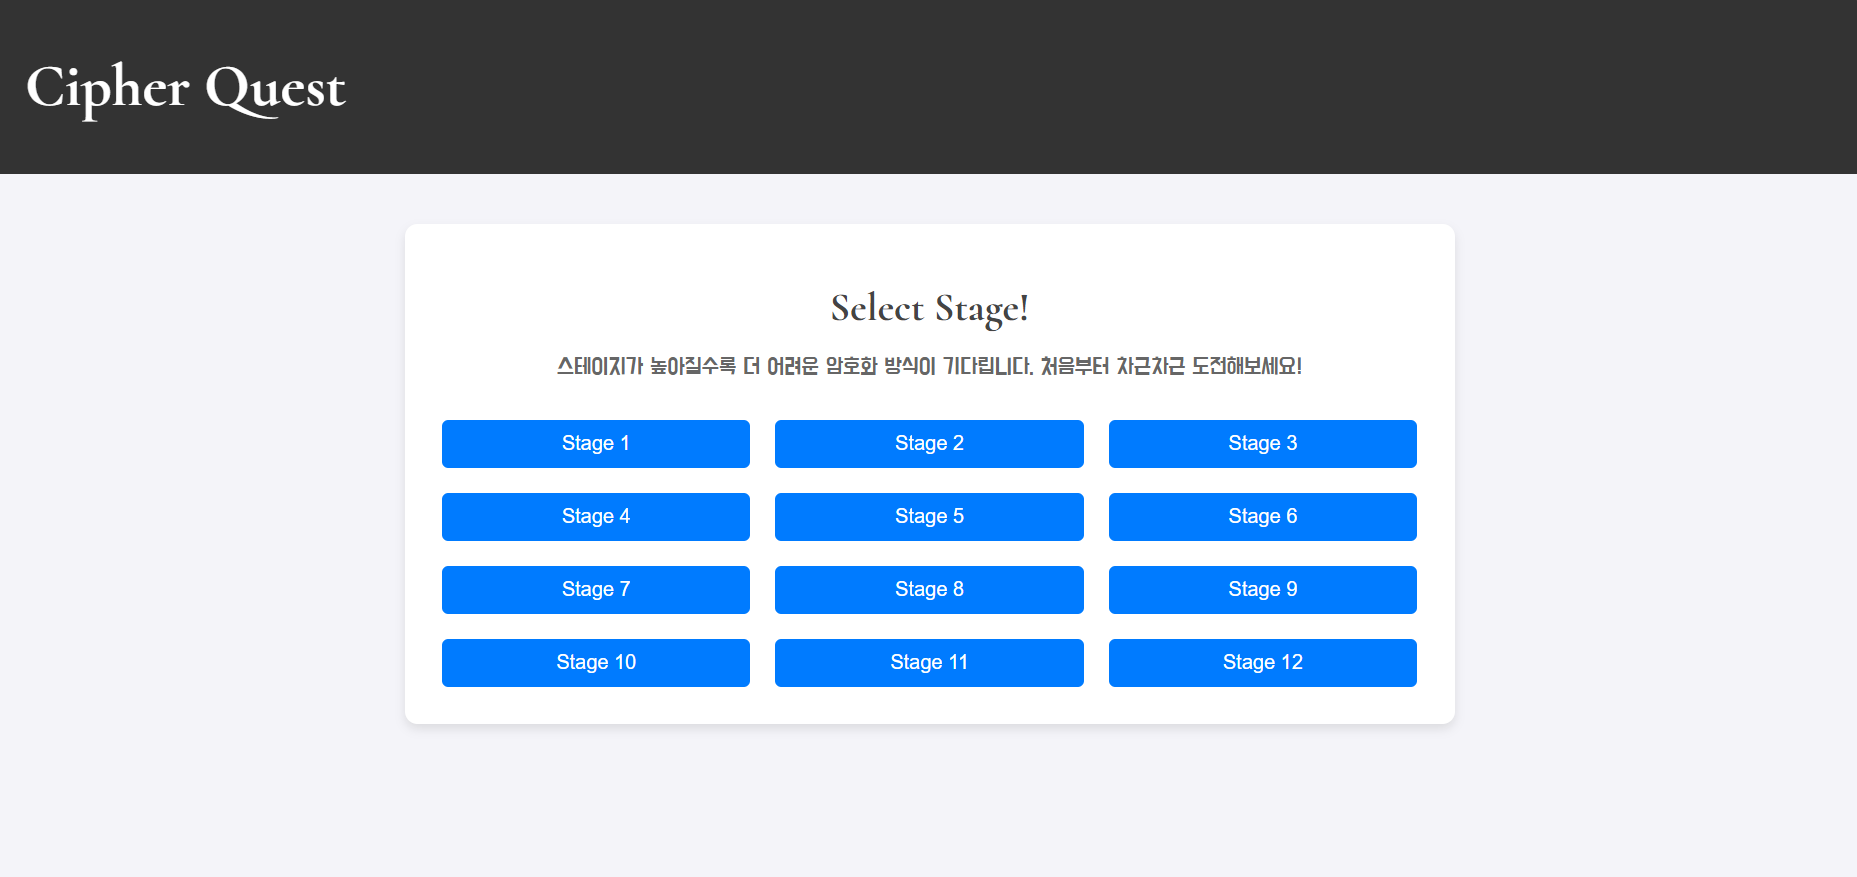 Cipher Quest
Select Stage!
스테이지가 높아질수록 더 어려운 암호화 방식이 기다립니다. 처음부터 차근차근 도전해보세요!
Stage 1
Stage 2
Stage 3
Stage 4
Stage 5
Stage 6
Stage 7
Stage 8
Stage 9
Stage 10
Stage 11
Stage 12